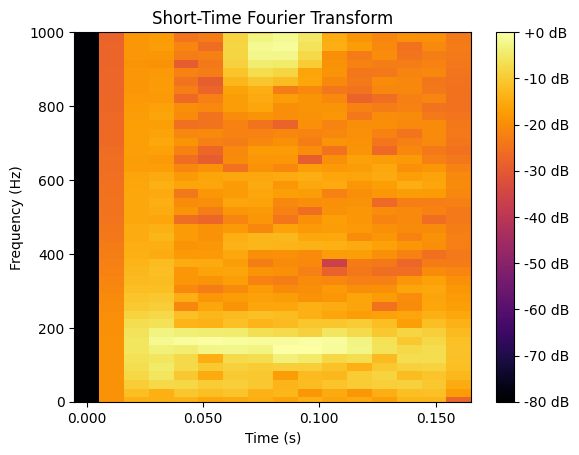 Short-Time Fourier Transform
1000
800
600
400
200
0
Frequency (Hz)
0.000
0.050
0.100
0.150
Time (s)
+0 dB
-10 dB
-20 dB
-30 dB
-40 dB
-50 dB
-60 dB
-70 dB
-80 dB